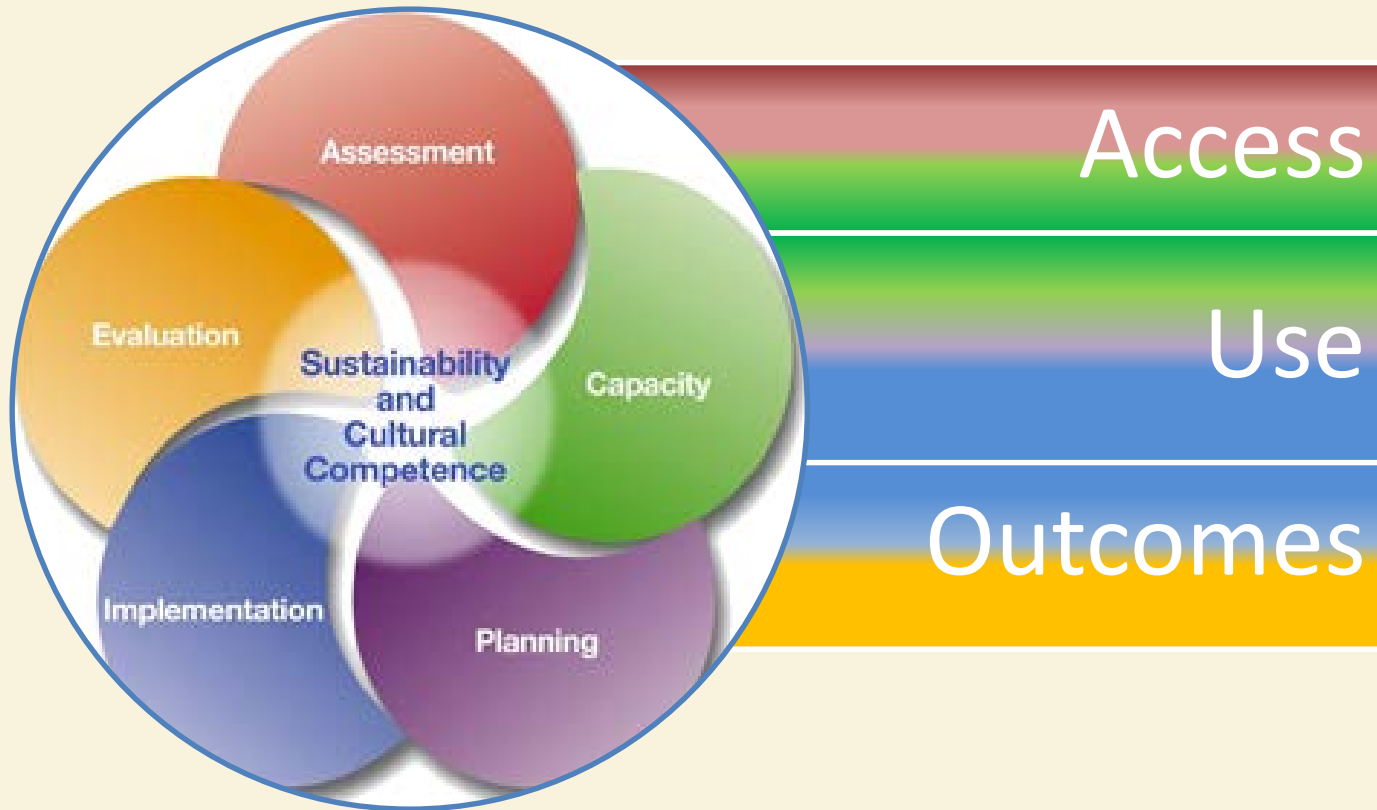 Assessment
Evaluation
Capacity
Sustainability
and
Cultural
Competence
Implementation
Planning
Access
Use
Outcomes